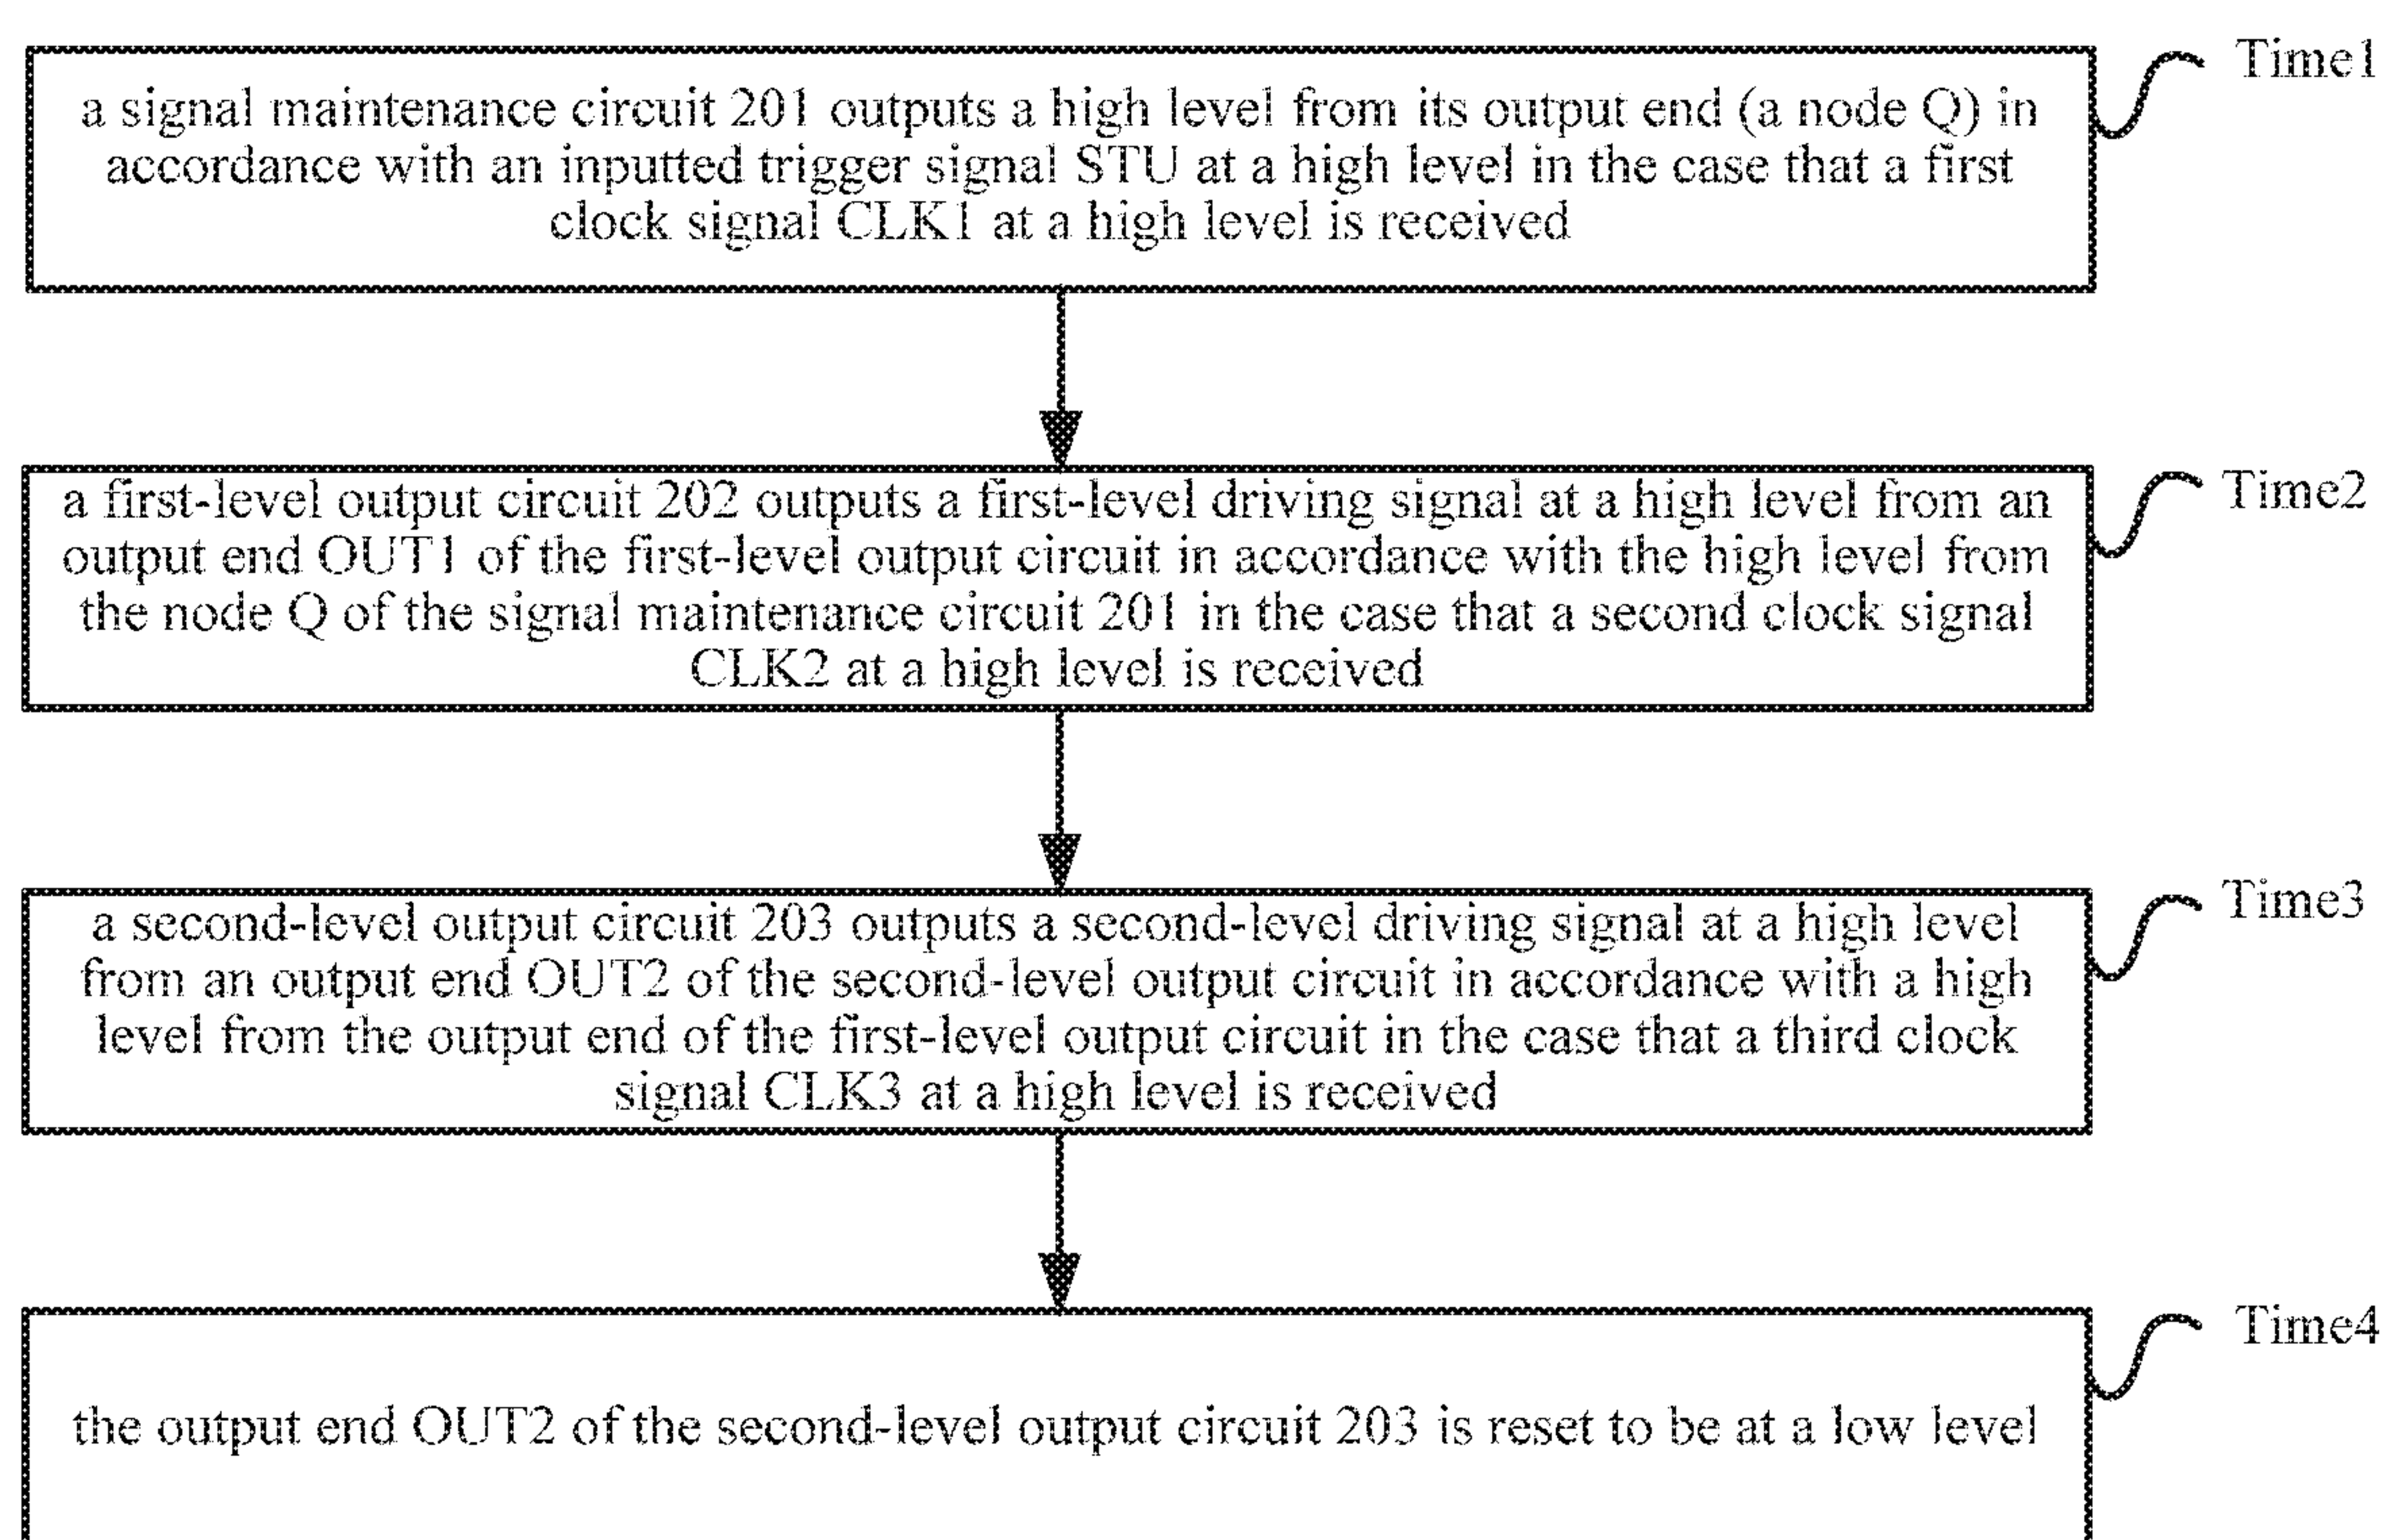 Time1
a signal maintenance circuit 201 outputs a high level from its output end (a node Q) in
accordance with an inputted trigger signal STU at a high level in the case that a first
clock signal CLK1 at a high level is received
Time2
a first-level output circuit 202 outputs a first-level driving signal at a high level from an
output end OUT1 of the first-level output circuit in accordance with the high level from
the node Q of the signal maintenance circuit 201 in the case that a second clock signal
CLK2 at a high level is received
Time3
a second-level output circuit 203 outputs a second-level driving signal at a high level
from an output end OUT2 of the second-level output circuit in accordance with a high
level from the output end of the first-level output circuit in the case that a third clock
signal CLK3 at a high level is received
Time4
the output end OUT2 of the second-level output circuit 203 is reset to be at a low level